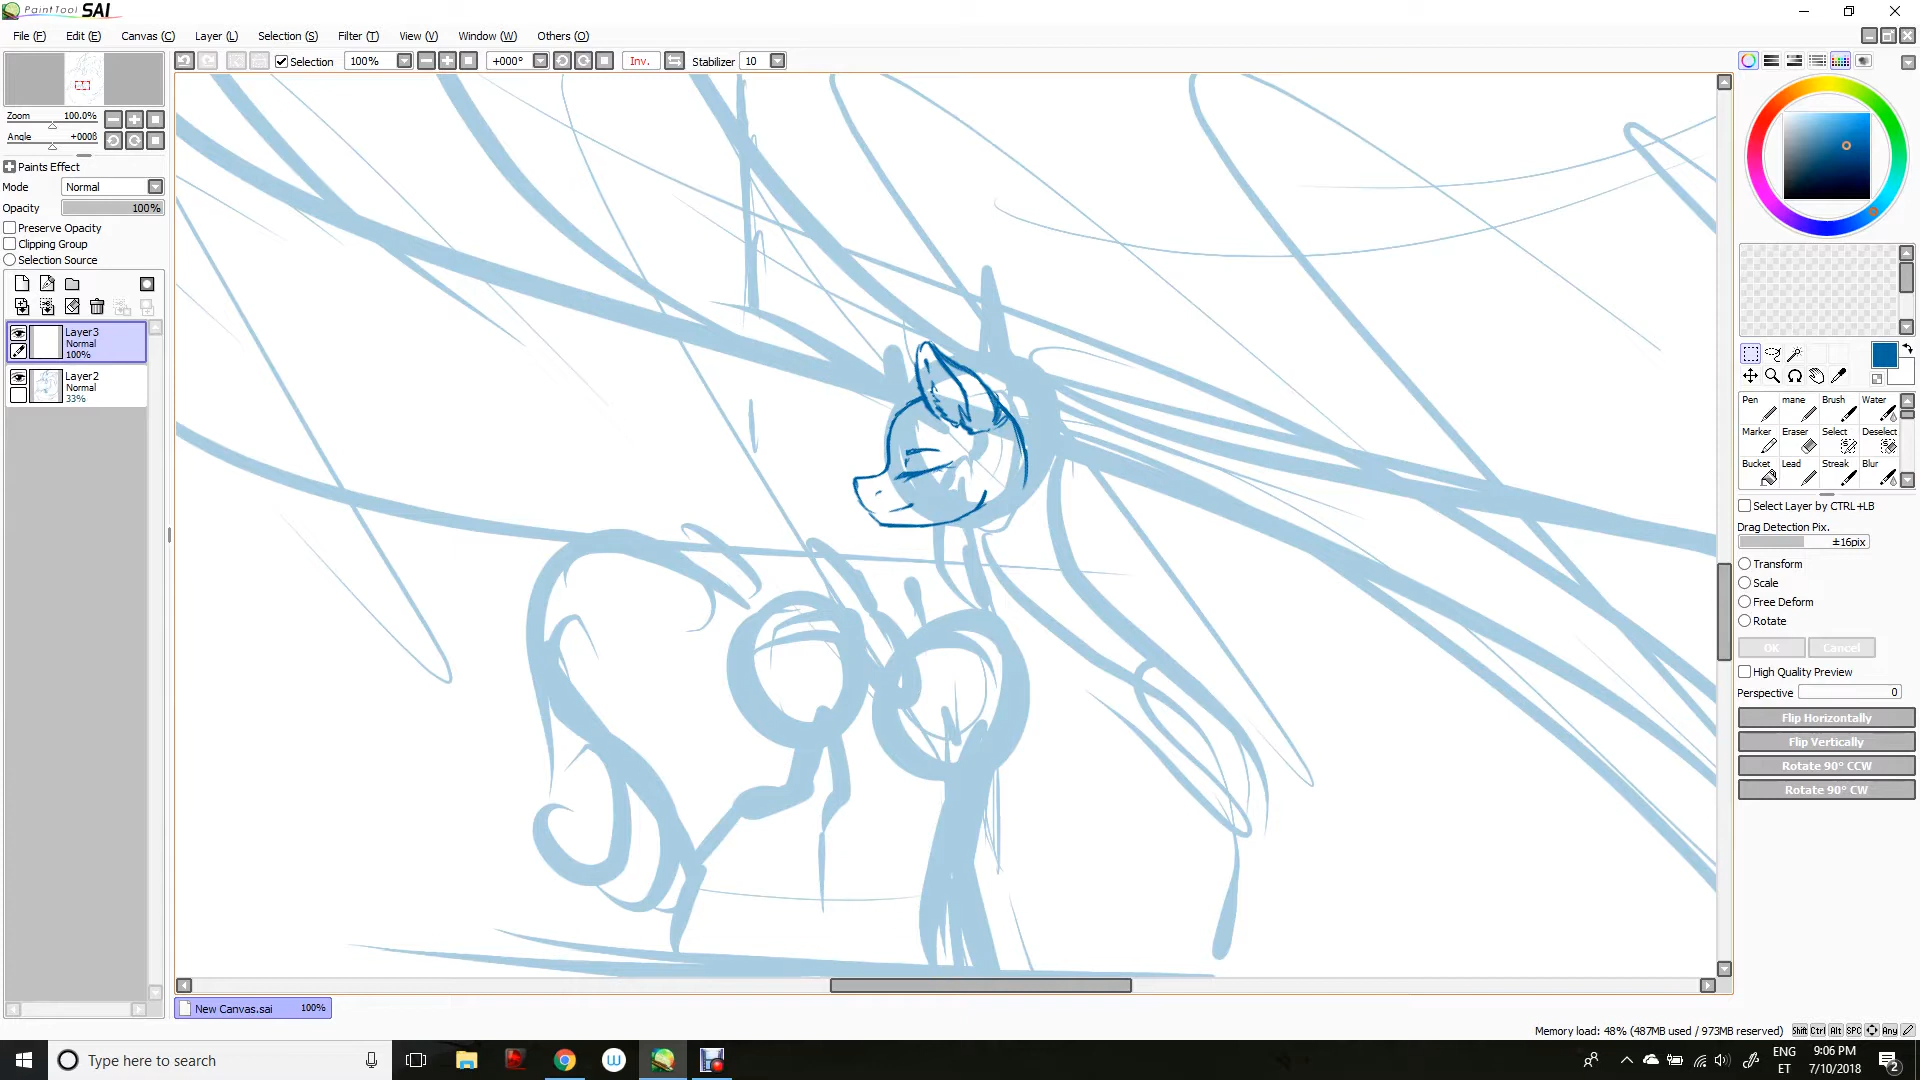 PaintTool SAI
File (F) Edit (E) Canvas (C) Layer (L) Selection (S) Filter (T) View (V) Window (W) Others (O)
Selection 100% +000° Inv. Stabilizer 10
Zoom 100.0%
Angle +000ß
Paints Effect
Mode Normal
Opacity 100%
Preserve Opacity
Clipping Group
Selection Source
Layer3
Normal
100%
Layer2
Normal
33%
Pen mane Brush Water
Marker Eraser Select Deselect
Bucket Lead Streak Blur
Select Layer by CTRL+LB
Drag Detection Pix.
±16pix
Transform
Scale
Free Deform
Rotate
OK Cancel
High Quality Preview
Perspective 0
Flip Horizontally
Flip Vertically
Rotate 90° CCW
Rotate 90° CW
New Canvas.sai 100%
Memory load: 48% (487MB used / 973MB reserved) Shift Ctrl Alt SPC Any
Type here to search
ENG
ET
9:06 PM
7/10/2018
2